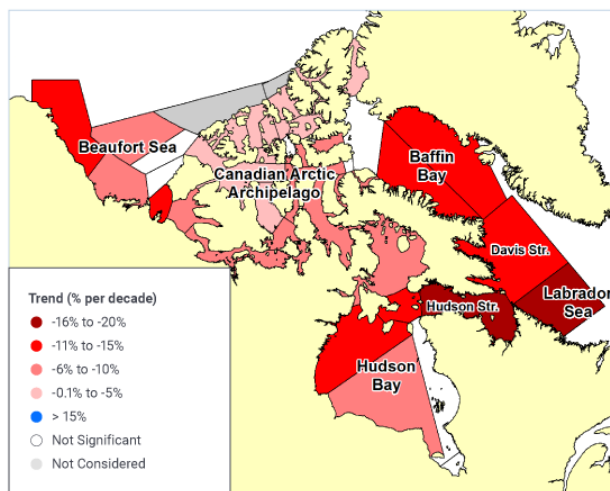 Beaufort Sea
Canadian Arctic
Archipelago
Baffin
Bay
Davis Str.
Labrador
Sea
Hudson Str.
Hudson
Bay
Trend (% per decade)
-16% to -20%
-11% to -15%
-6% to -10%
-0.1% to -5%
> 15%
Not Significant
Not Considered